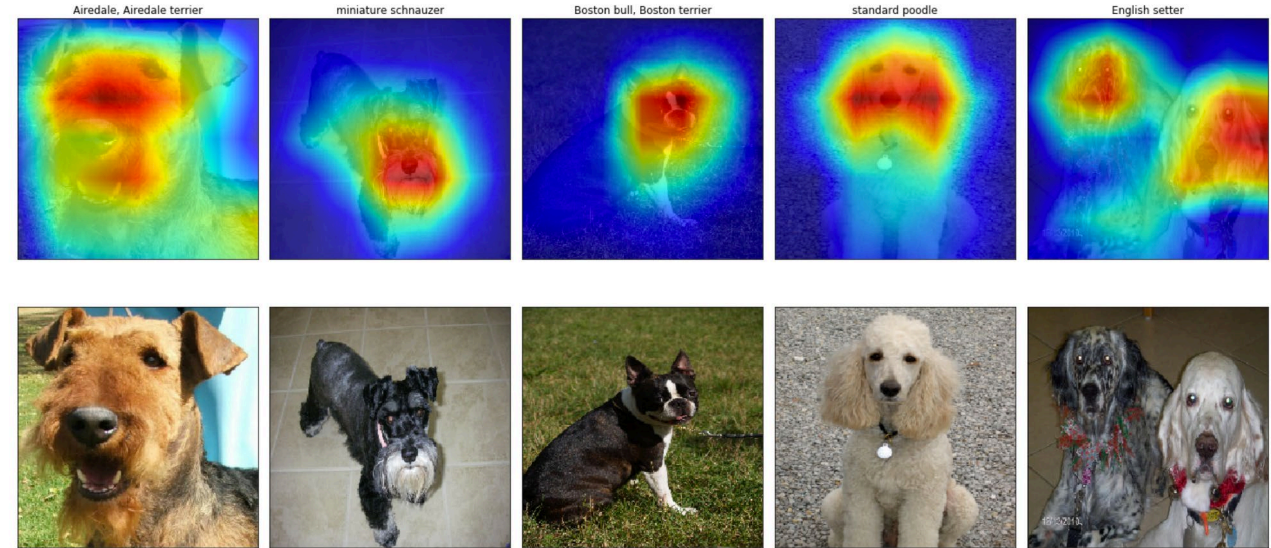 Airedale, Airedale terrier
miniature schnauzer
Boston bull, Boston terrier
standard poodle
English setter